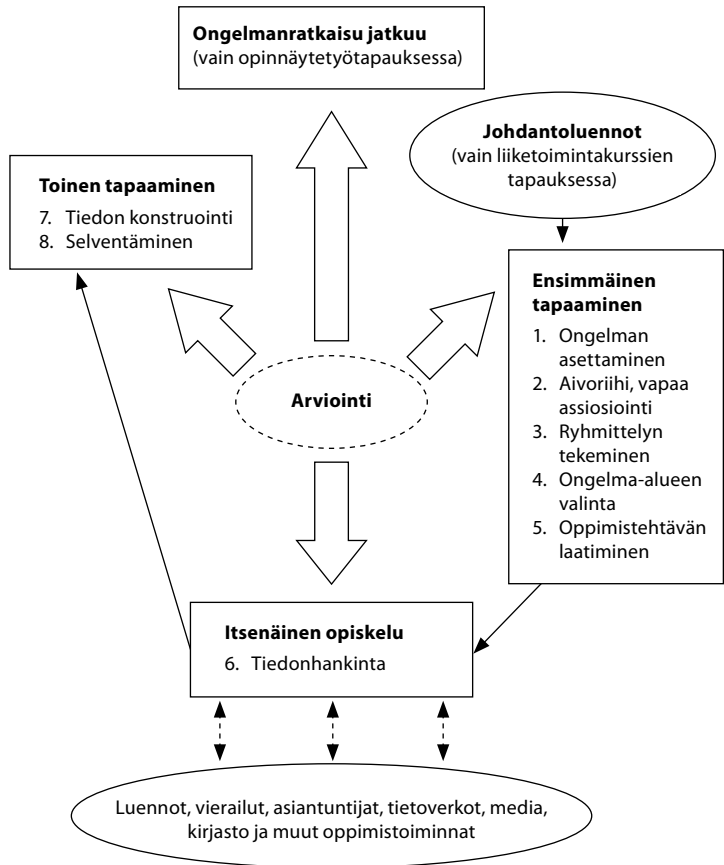 Ongelmanratkaisu jatkuu
(vain opinnäytetyötapauksessa)
Johdantoluennot
(vain liiketoimintakurssien
tapauksessa)
Toinen tapaaminen
7. Tiedon konstruointi
8. Selventäminen
Ensimmäinen
tapaaminen
1. Ongelman
asettaminen
2. Aivoriihi, vapaa
assiosiointi
3. Ryhmittelyn
tekeminen
4. Ongelma-alueen
valinta
5. Oppimistehtävän
laatiminen
Arviointi
Itsenäinen opiskelu
6. Tiedonhankinta
Luennot, vierailut, asiantuntijat, tietoverkot, media,
kirjasto ja muut oppimistoiminnat